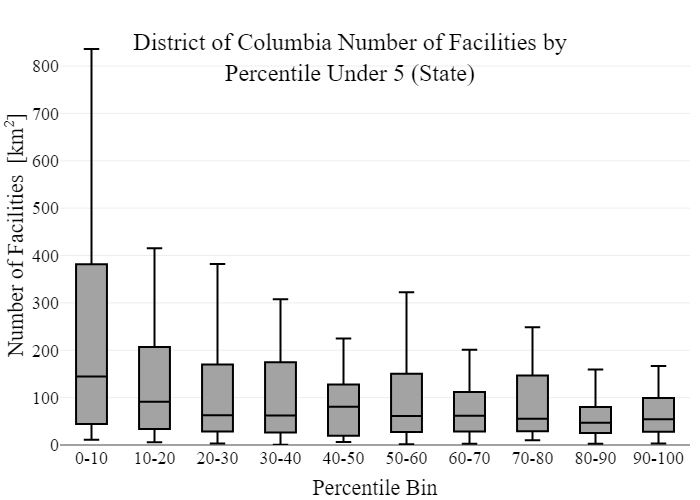 District of Columbia Number of Facilities by
Percentile Under 5 (State)
Number of Facilities [km²]
800
700
600
500
400
300
200
100
0
0-10 10-20 20-30 30-40 40-50 50-60 60-70 70-80 80-90 90-100
Percentile Bin